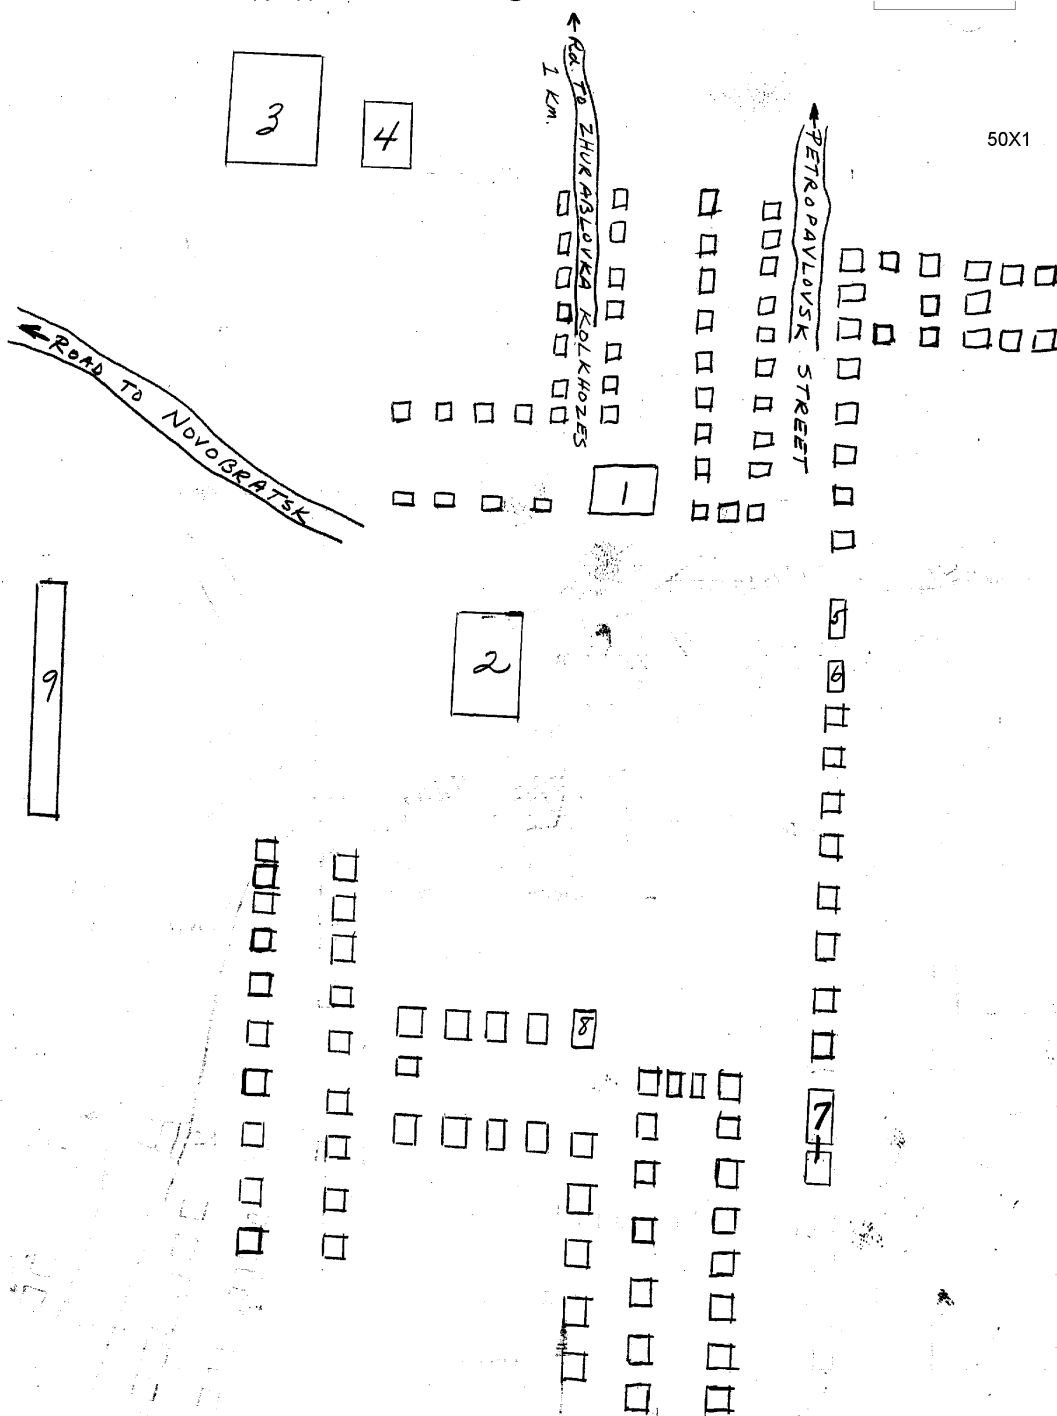 ← Rd. TO ZHURABLOVKA KOLKHOZES
1 Km.
3
4
50X1
← PETROPAVLOVSK STREET
← ROAD TO NOVOBRATSK
1
5
2
6
9
8
7